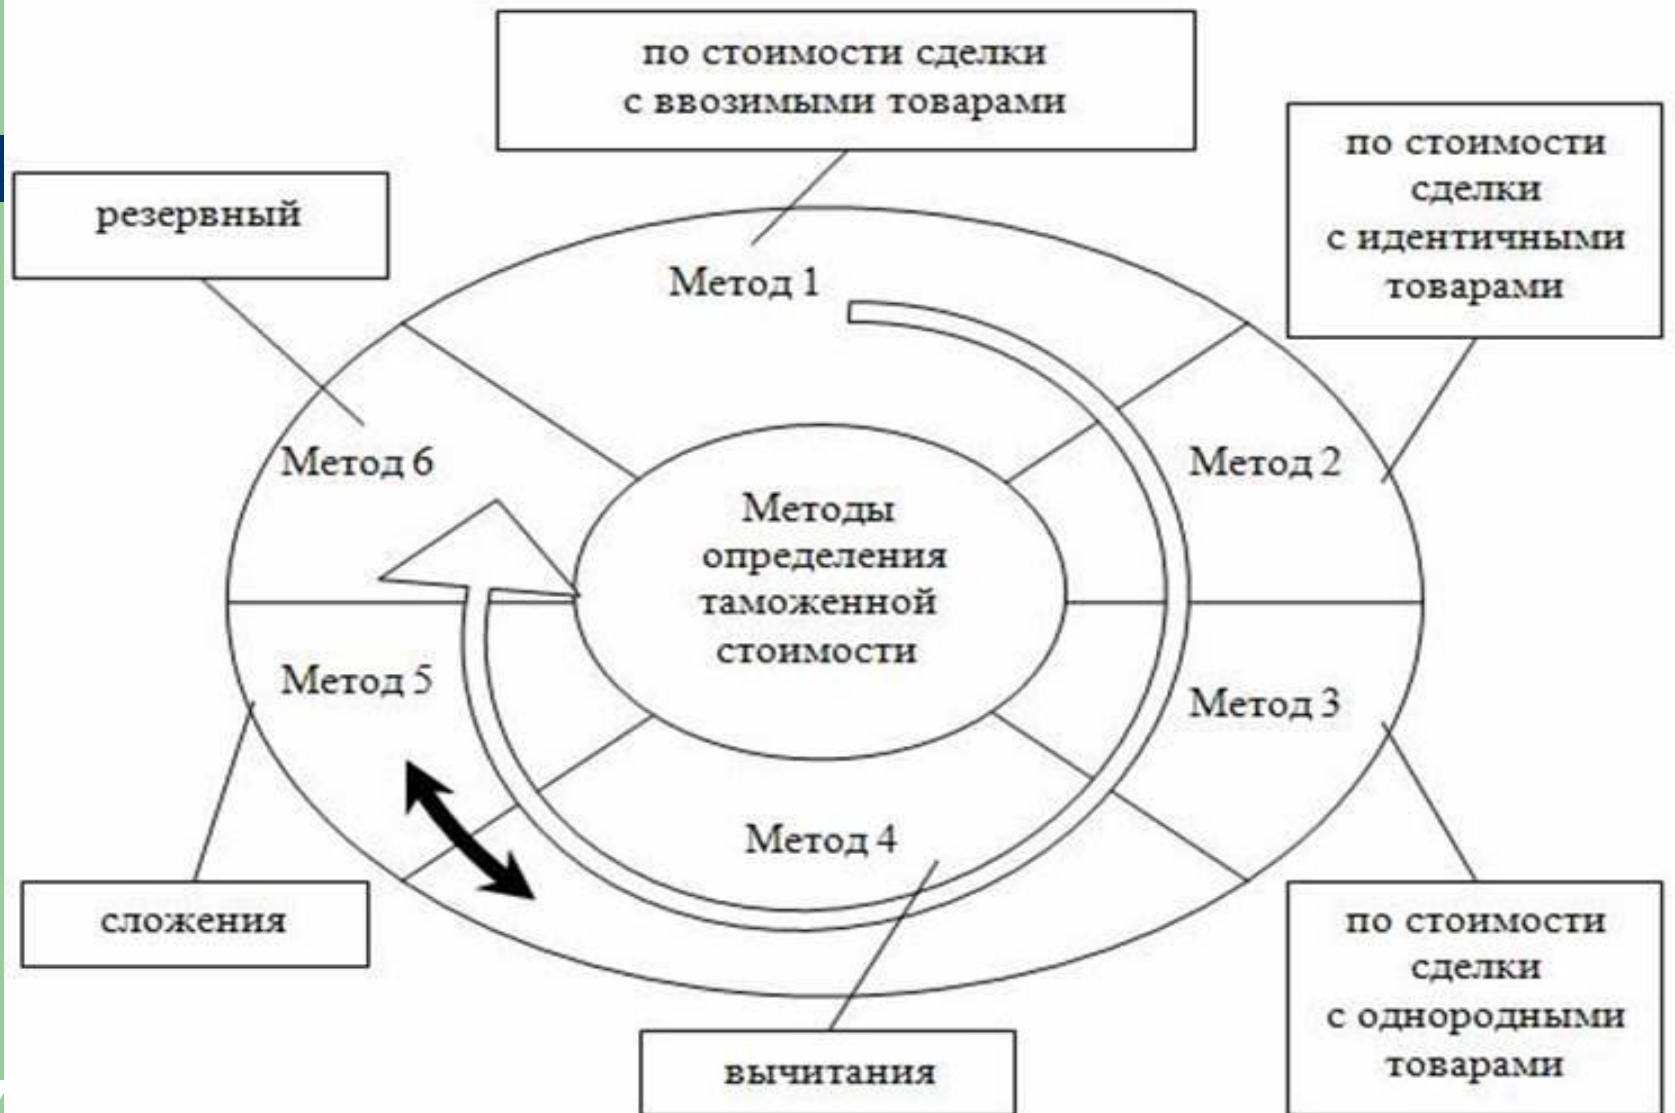 по стоимости сделки
с ввозимыми товарами
по стоимости
сделки
с идентичными
товарами
резервный
Метод 1
Метод 6
Метод 2
Методы
определения
таможенной
стоимости
Метод 5
Метод 3
Метод 4
сложения
по стоимости
сделки
с однородными
товарами
вычитания